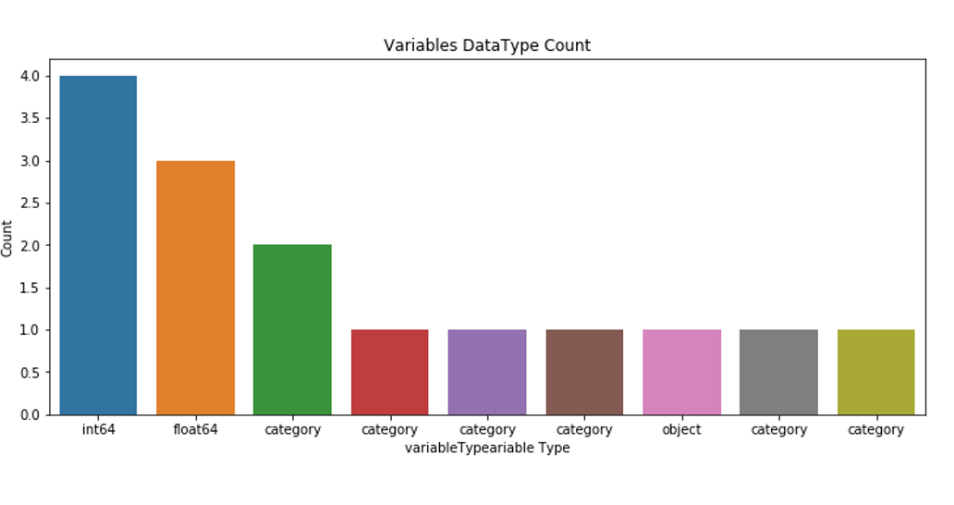 Variables DataType Count
4.0
3.5
3.0
2.5
2.0
1.5
1.0
0.5
0.0
Count
int64 float64 category category category category object category category
variableTypeariable Type